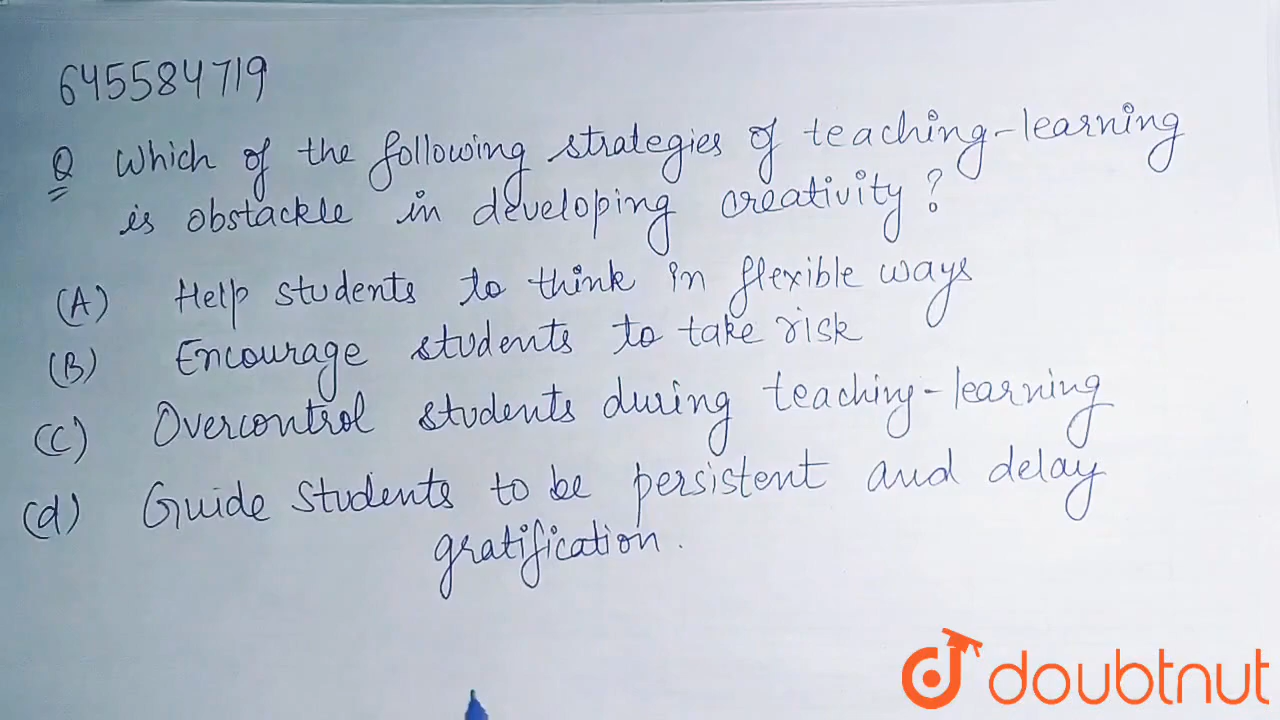 645584719
Q Which of the following strategies of teaching-learning
is obstackle in developing creativity?
(A) Help students to think in flexible ways
(B) Encourage students to take risk
(C) Overcontrol students during teaching-learning
(d) Guide students to be persistent and delay
gratification.
doubtnut